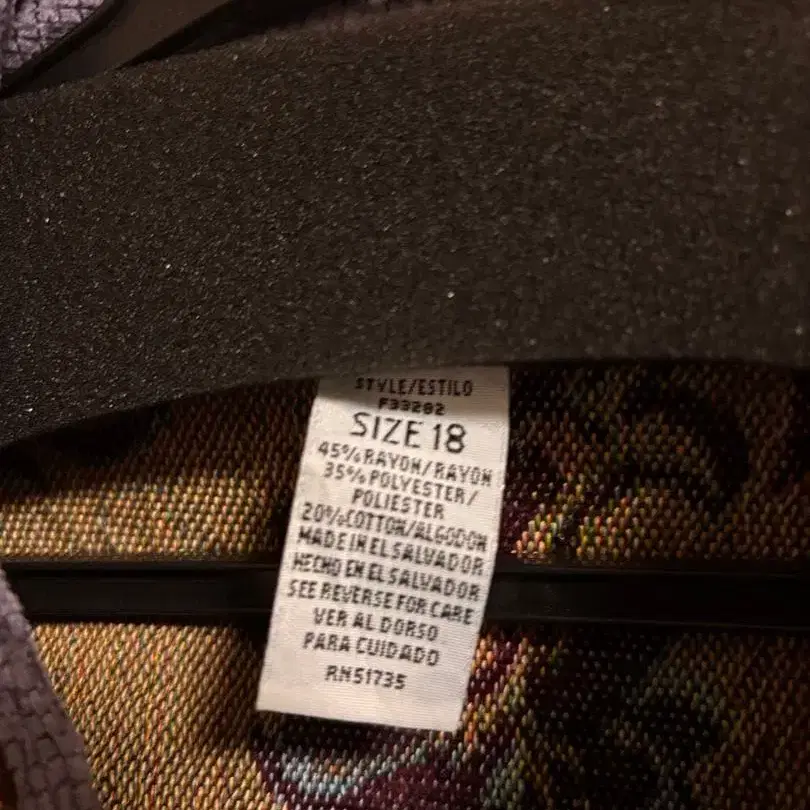 STYLE/ESTILO
F33282
SIZE 18
45% RAYON/RAYON
35% POLYESTER/
POLIESTER
20% COTTON/ALGODON
MADE IN EL SALVADOR
HECHO EN EL SALVADOR
SEE REVERSE FOR CARE
VER AL DORSO
PARA CUIDADO
RN51735